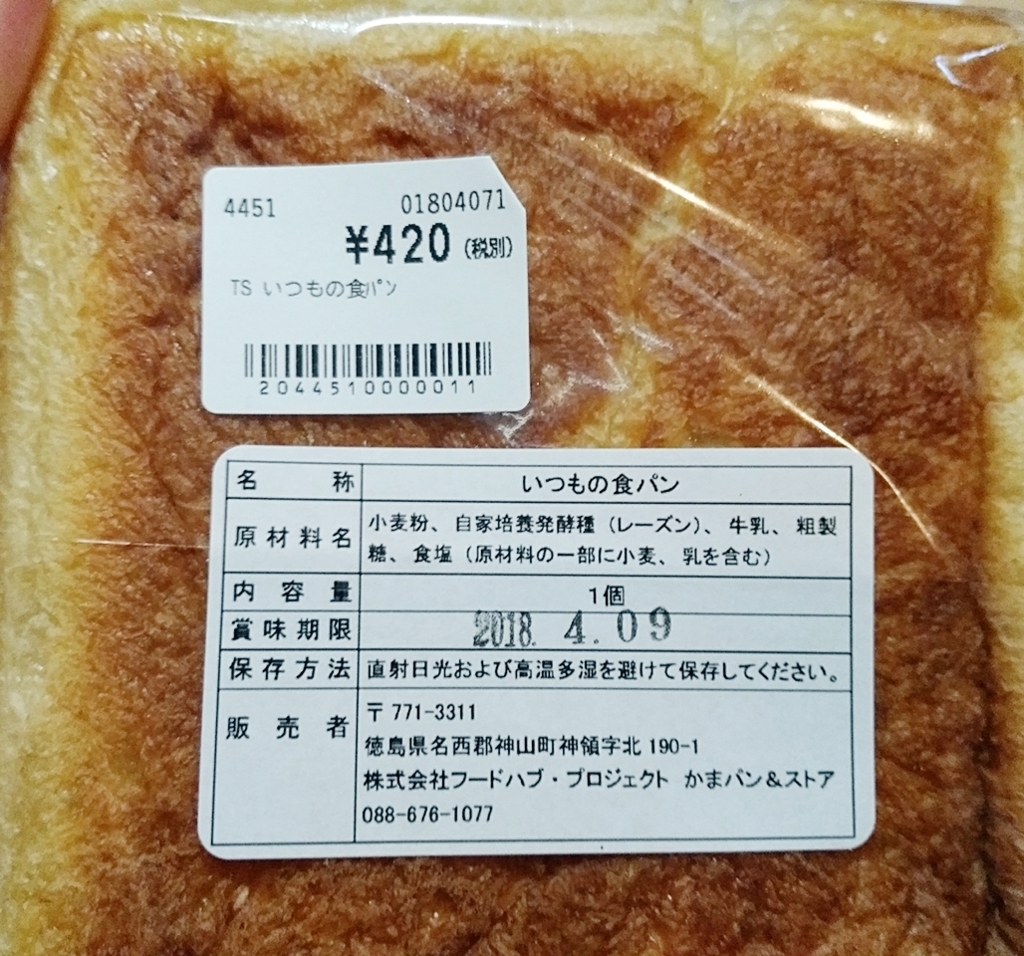 4451 01804071
¥420 (税別)
TS いつもの食パン
2044510000011
名称 いつもの食パン
原材料名 小麦粉、自家培養発酵種（レーズン）、牛乳、粗製
糖、食塩（原材料の一部に小麦、乳を含む）
内容量 1個
賞味期限 2018. 4.09
保存方法 直射日光および高温多湿を避けて保存してください。
販売者 〒771-3311
徳島県名西郡神山町神領字北190-1
株式会社フードハブ・プロジェクト かまパン＆ストア
088-676-1077